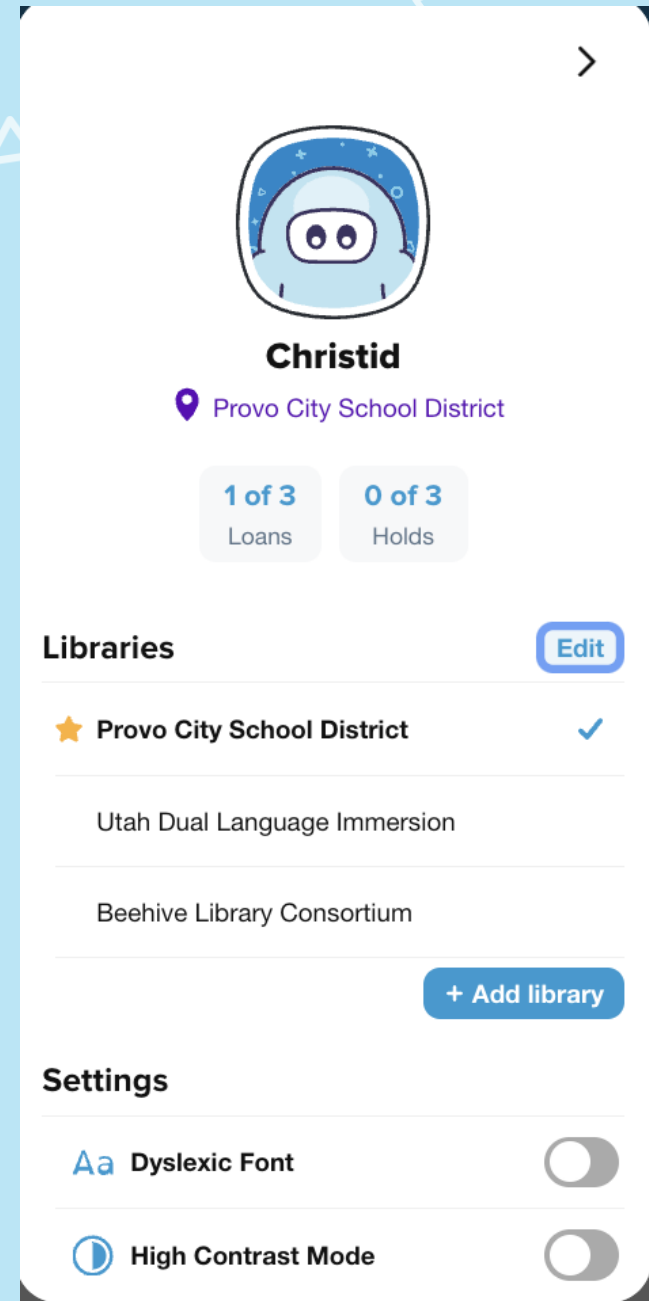 Christid
Provo City School District
1 of 3
Loans
0 of 3
Holds
Libraries
Edit
Provo City School District
Utah Dual Language Immersion
Beehive Library Consortium
+ Add library
Settings
Aa Dyslexic Font
High Contrast Mode